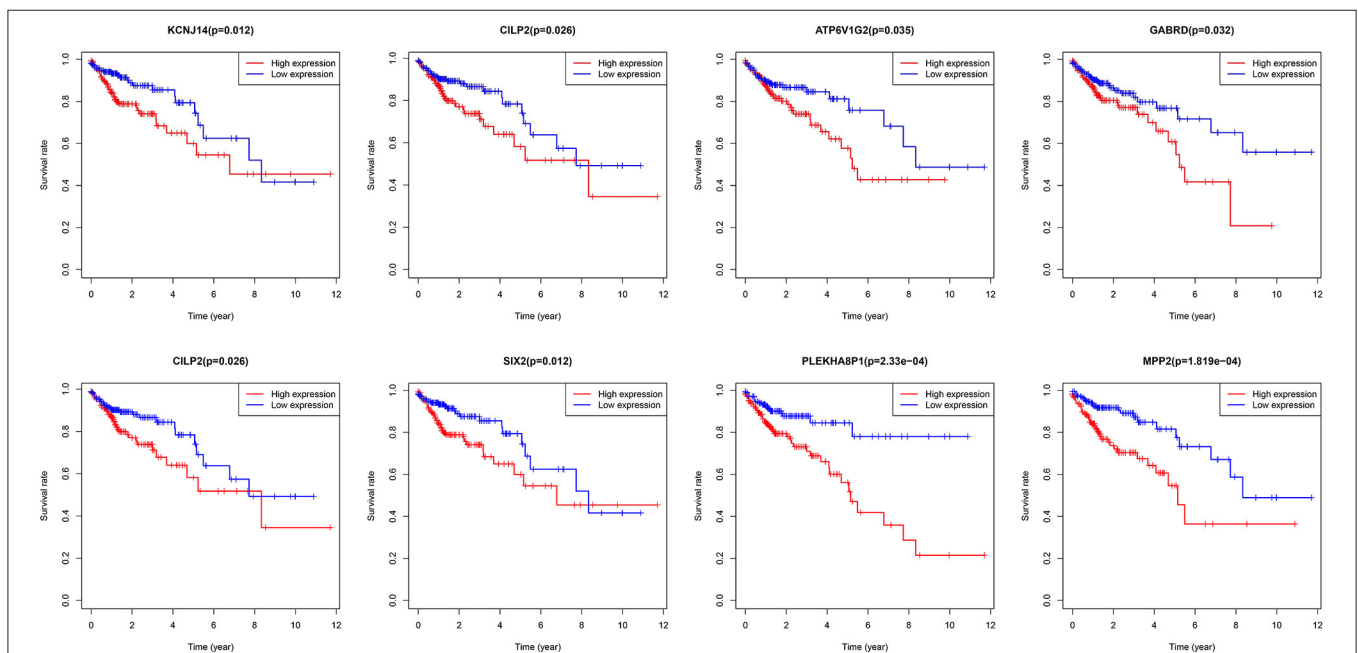 KCNJ14(p=0.012)
CILP2(p=0.026)
ATP6V1G2(p=0.035)
GABRD(p=0.032)
High expression
Low expression
High expression
Low expression
High expression
Low expression
High expression
Low expression
Survival rate
1.0
0.8
0.6
0.4
0.2
0.0
Survival rate
1.0
0.8
0.6
0.4
0.2
0.0
Survival rate
1.0
0.8
0.6
0.4
0.2
0.0
Survival rate
1.0
0.8
0.6
0.4
0.2
0.0
0 2 4 6 8 10 12
0 2 4 6 8 10 12
0 2 4 6 8 10 12
0 2 4 6 8 10 12
Time (year)
Time (year)
Time (year)
Time (year)
CILP2(p=0.026)
SIX2(p=0.012)
PLEKHA8P1(p=2.33e−04)
MPP2(p=1.819e−04)
High expression
Low expression
High expression
Low expression
High expression
Low expression
High expression
Low expression
Survival rate
1.0
0.8
0.6
0.4
0.2
0.0
Survival rate
1.0
0.8
0.6
0.4
0.2
0.0
Survival rate
1.0
0.8
0.6
0.4
0.2
0.0
Survival rate
1.0
0.8
0.6
0.4
0.2
0.0
0 2 4 6 8 10 12
0 2 4 6 8 10 12
0 2 4 6 8 10 12
0 2 4 6 8 10 12
Time (year)
Time (year)
Time (year)
Time (year)